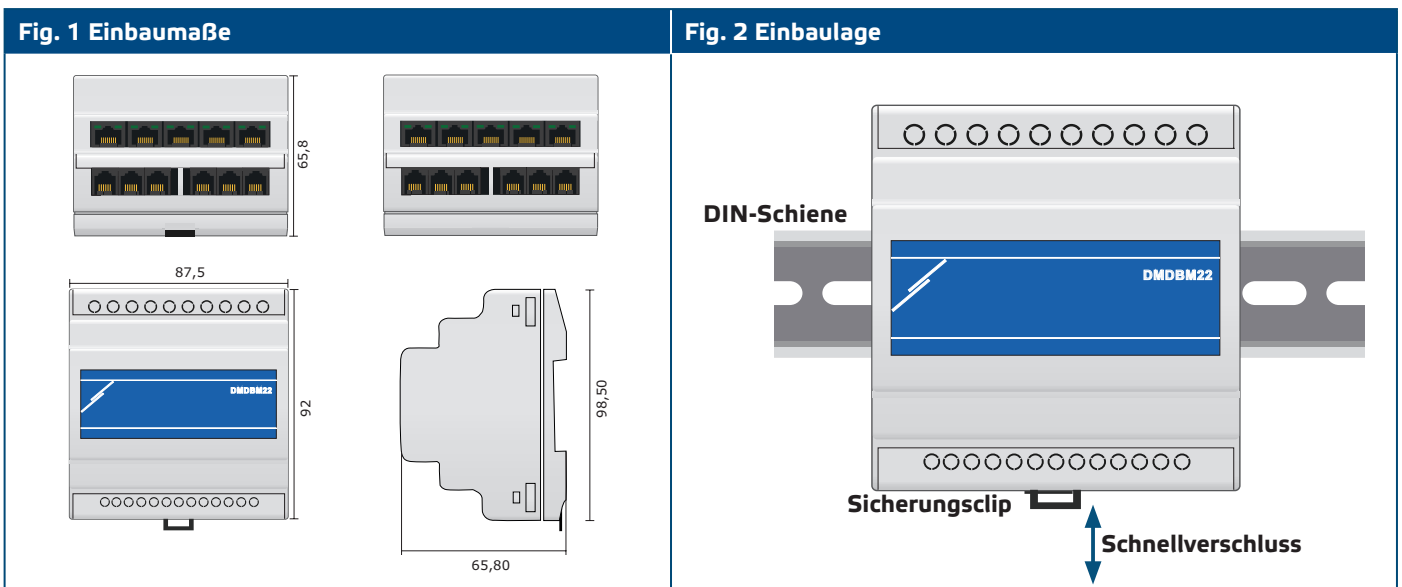 Fig. 1 Einbaumaße
Fig. 2 Einbaulage
65,8
87,5
DMDBM22
92
98,50
65,80
DIN-Schiene
DMDBM22
Sicherungsclip
Schnellverschluss